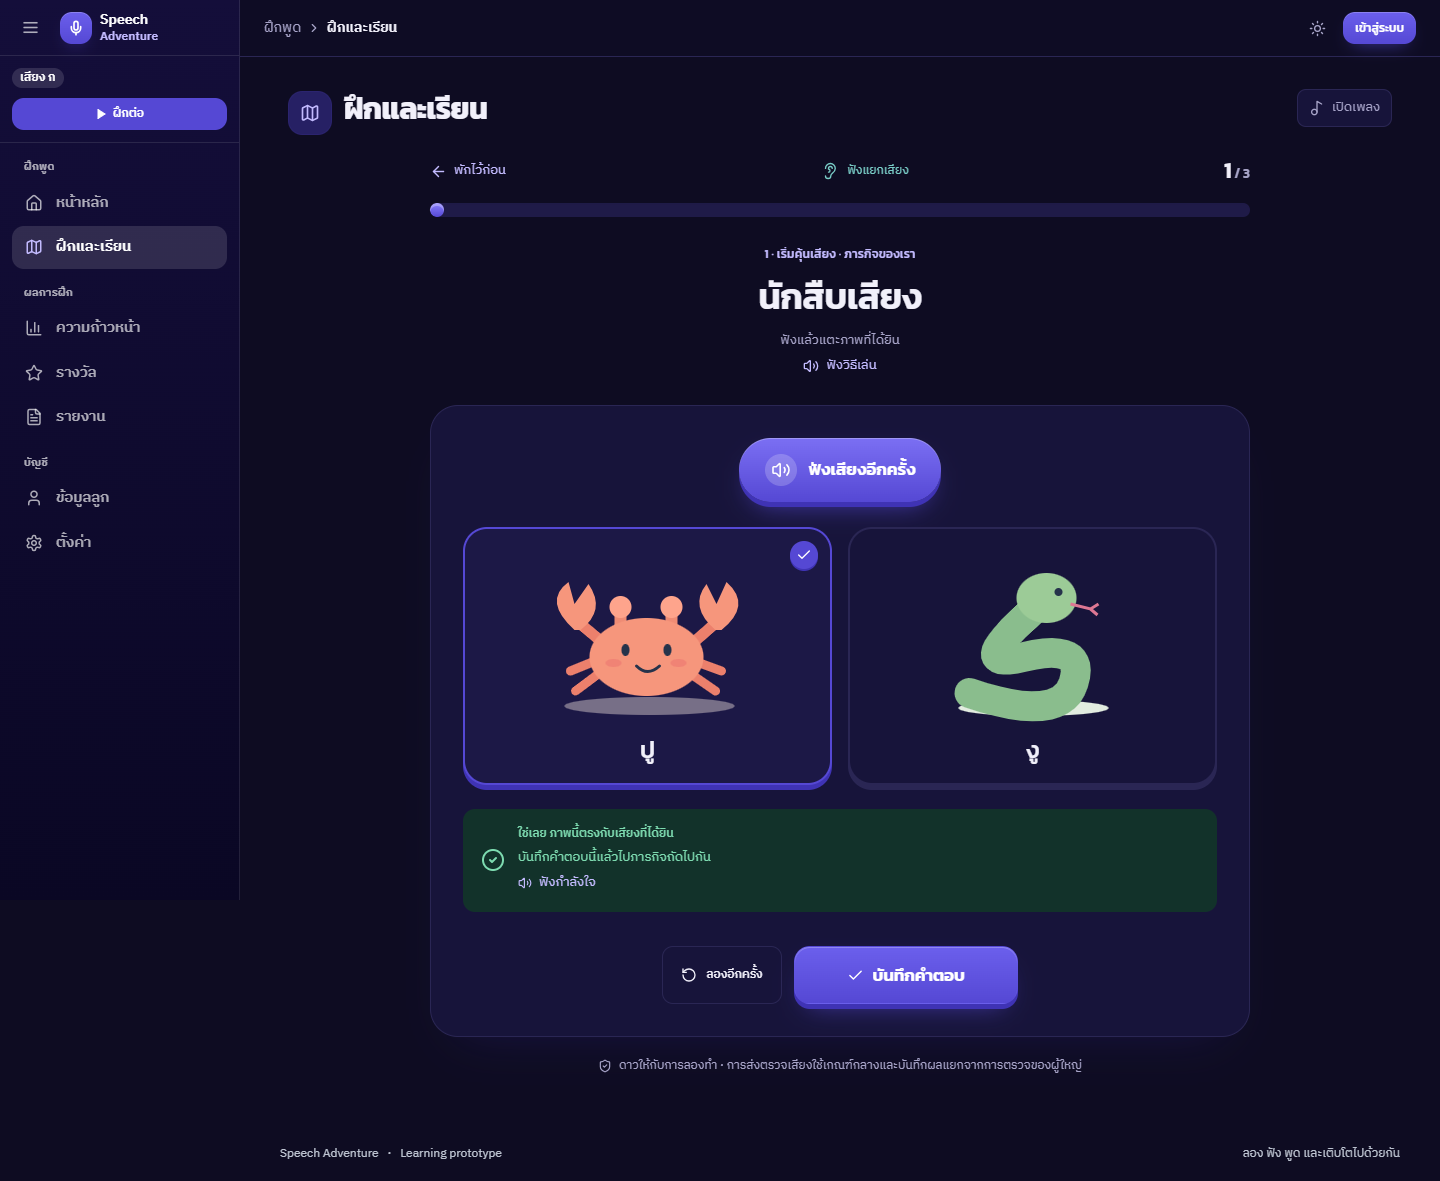 Speech
Adventure
เสียง ก
ฝึกต่อ
ฝึกพูด
หน้าหลัก
ฝึกและเรียน
ผลการฝึก
ความก้าวหน้า
รางวัล
รายงาน
บัญชี
ข้อมูลลูก
ตั้งค่า
ฝึกพูด
ฝึกและเรียน
เข้าสู่ระบบ
ฝึกและเรียน
เปิดเพลง
พักไว้ก่อน
ฟังแยกเสียง
1 / 3
1 · เริ่มคุ้นเสียง · ภารกิจของเรา
นักสืบเสียง
ฟังแล้วแตะภาพที่ได้ยิน
ฟังวิธีเล่น
ฟังเสียงอีกครั้ง
ปู
งู
ใช่เลย ภาพนี้ตรงกับเสียงที่ได้ยิน
บันทึกคำตอบนี้แล้วไปภารกิจถัดไปกัน
ฟังกำลังใจ
ลองอีกครั้ง
บันทึกคำตอบ
ดาวให้กับการลองทำ · การส่งตรวจเสียงใช้เกณฑ์กลางและบันทึกผลแยกจากการตรวจของผู้ใหญ่
Speech Adventure · Learning prototype
ลอง ฟัง พูด และเติบโตไปด้วยกัน